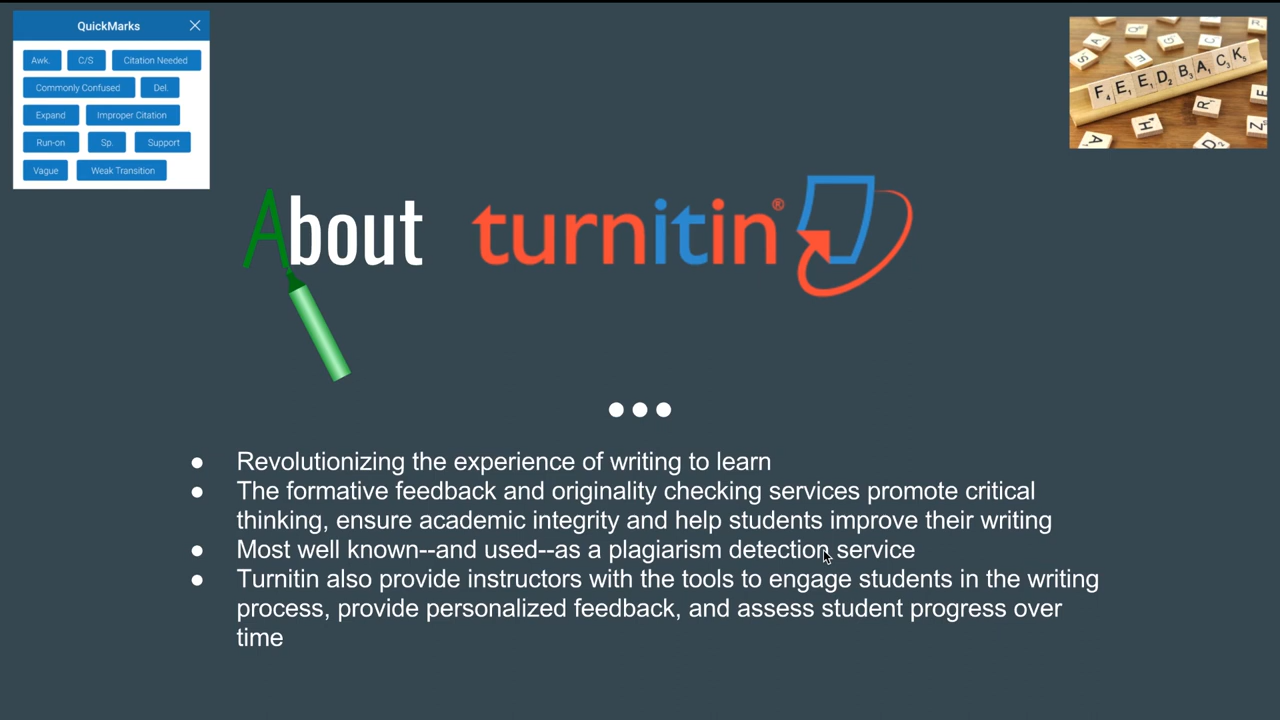 QuickMarks
Awk. C/S Citation Needed
Commonly Confused Del.
Expand Improper Citation
Run-on Sp. Support
Vague Weak Transition
FEEDBACK
About turnitin®
● Revolutionizing the experience of writing to learn
● The formative feedback and originality checking services promote critical
thinking, ensure academic integrity and help students improve their writing
● Most well known--and used--as a plagiarism detection service
● Turnitin also provide instructors with the tools to engage students in the writing
process, provide personalized feedback, and assess student progress over
time